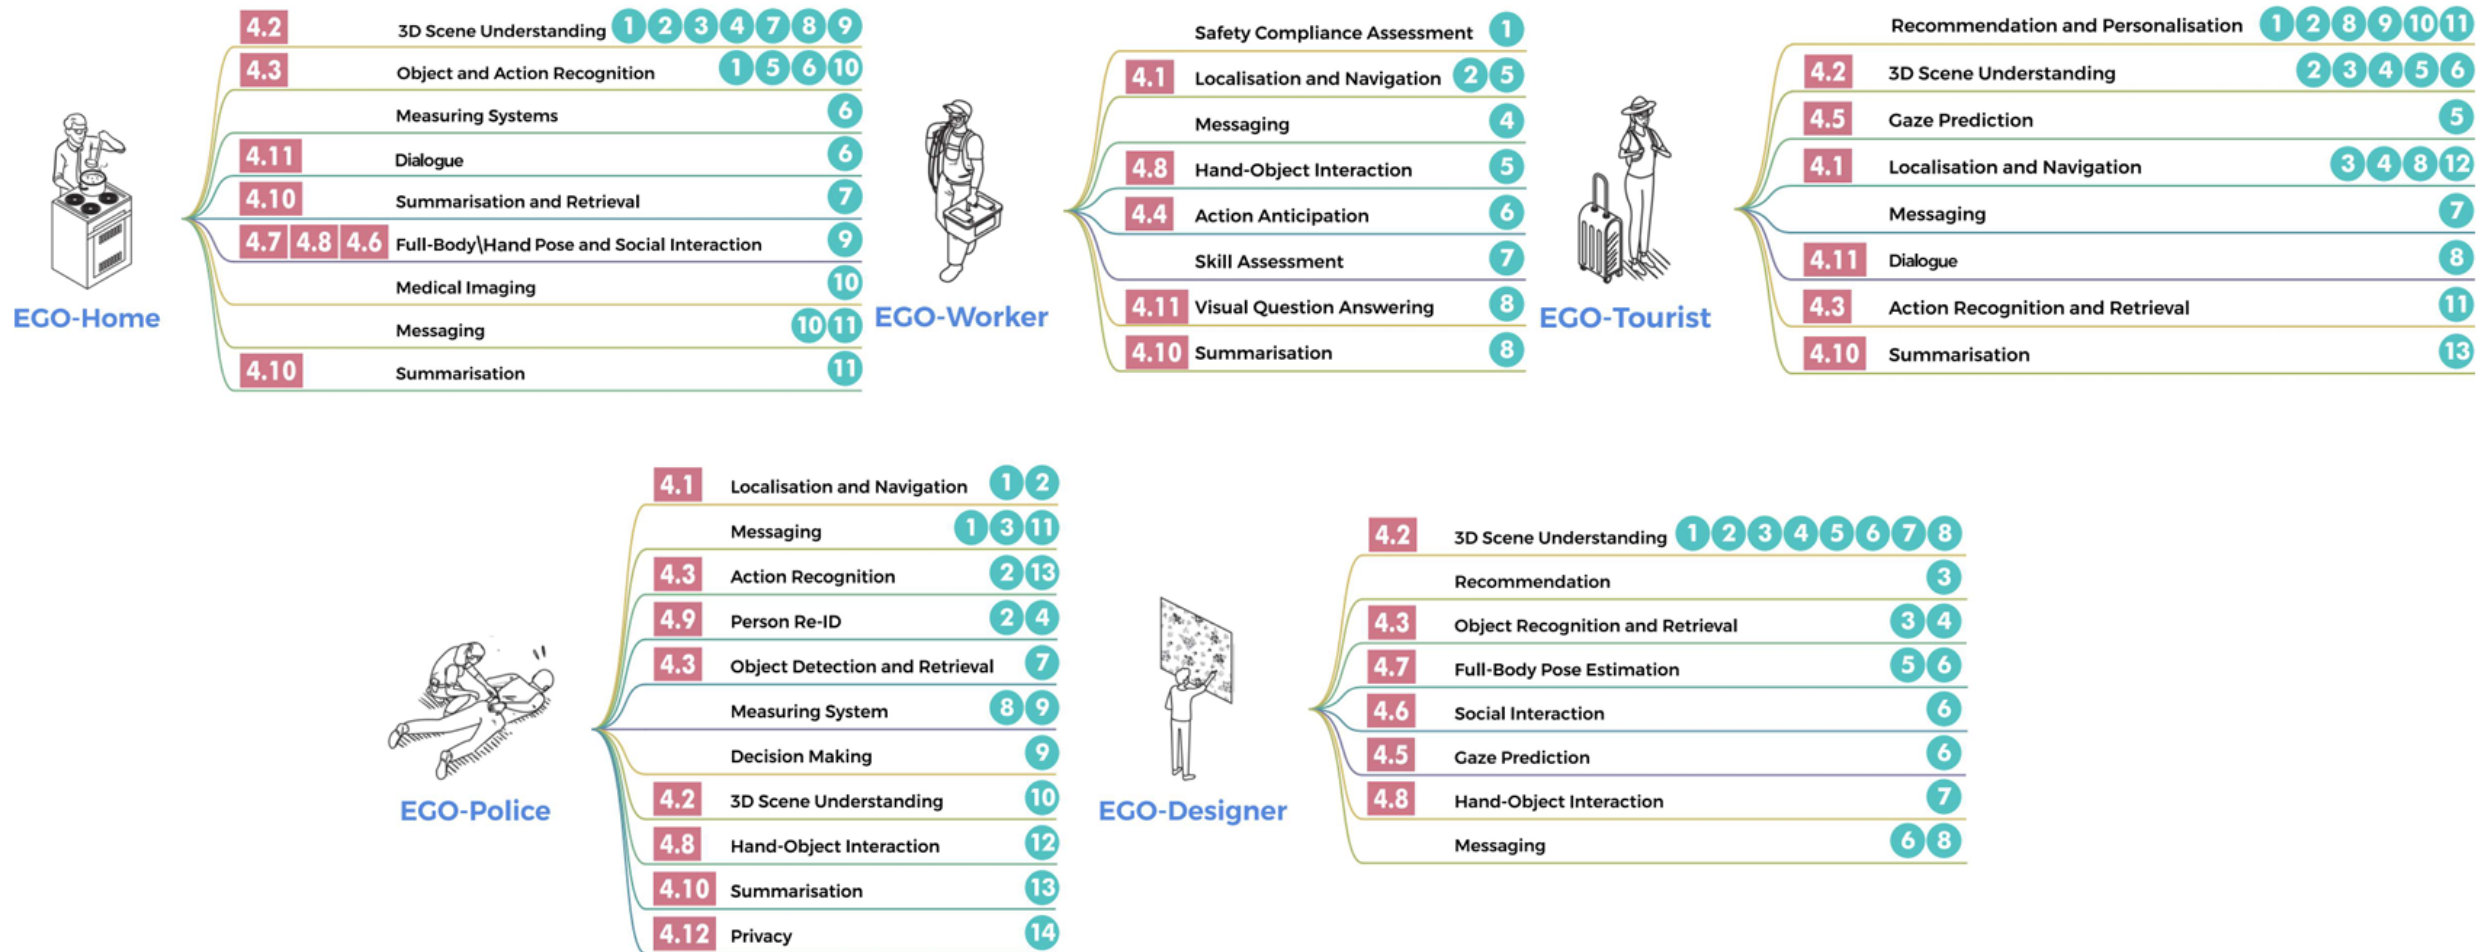 4.2 3D Scene Understanding 1 2 3 4 7 8 9
4.3 Object and Action Recognition 1 5 6 10
Measuring Systems 6
4.11 Dialogue 6
4.10 Summarisation and Retrieval 7
4.7 4.8 4.6 Full-Body\Hand Pose and Social Interaction 9
Medical Imaging 10
Messaging 10 11
4.10 Summarisation 11
EGO-Home
Safety Compliance Assessment 1
4.1 Localisation and Navigation 2 5
Messaging 4
4.8 Hand-Object Interaction 5
4.4 Action Anticipation 6
Skill Assessment 7
4.11 Visual Question Answering 8
4.10 Summarisation 8
EGO-Worker
Recommendation and Personalisation 1 2 8 9 10 11
4.2 3D Scene Understanding 2 3 4 5 6
4.5 Gaze Prediction 5
4.1 Localisation and Navigation 3 4 8 12
Messaging 7
4.11 Dialogue 8
4.3 Action Recognition and Retrieval 11
4.10 Summarisation 13
EGO-Tourist
4.1 Localisation and Navigation 1 2
Messaging 1 3 11
4.3 Action Recognition 2 13
4.9 Person Re-ID 2 4
4.3 Object Detection and Retrieval 7
Measuring System 8 9
Decision Making 9
4.2 3D Scene Understanding 10
4.8 Hand-Object Interaction 12
4.10 Summarisation 13
4.12 Privacy 14
EGO-Police
4.2 3D Scene Understanding 1 2 3 4 5 6 7 8
Recommendation 3
4.3 Object Recognition and Retrieval 3 4
4.7 Full-Body Pose Estimation 5 6
4.6 Social Interaction 6
4.5 Gaze Prediction 6
4.8 Hand-Object Interaction 7
Messaging 6 8
EGO-Designer